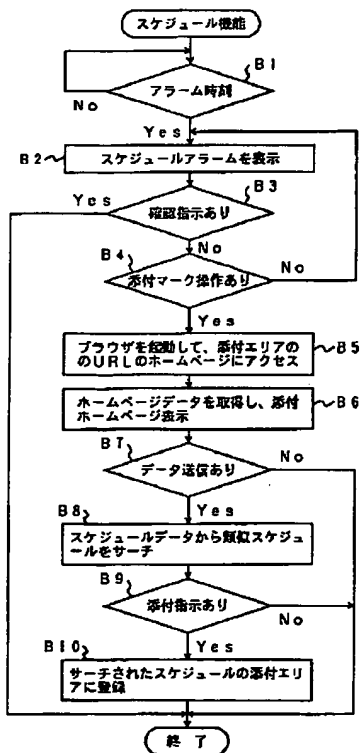 スケジュール機能
B1
アラーム時刻
No
Yes
B2
スケジュールアラームを表示
B3
Yes
確認指示あり
No
B4
添付マーク操作あり
No
Yes
ブラウザを起動して、添付エリアの
のURLのホームページにアクセス
B5
ホームページデータを取得し、添付
ホームページ表示
B6
B7
データ送信あり
No
Yes
B8
スケジュールデータから類似スケジュ
ールをサーチ
B9
添付指示あり
No
Yes
B10
サーチされたスケジュールの添付エリ
アに登録
終了